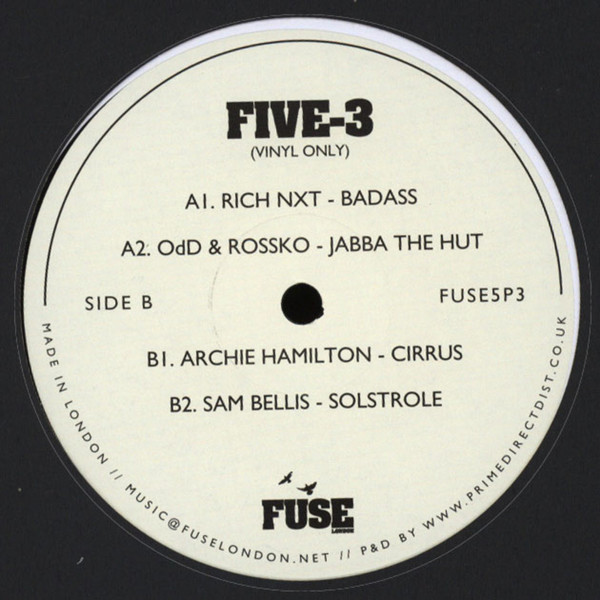 FIVE-3
(VINYL ONLY)
A1. RICH NXT - BADASS
A2. OdD & ROSSKO - JABBA THE HUT
SIDE B
FUSE5P3
B1. ARCHIE HAMILTON - CIRRUS
B2. SAM BELLIS - SOLSTROLE
FUSE
LONDON
MADE IN LONDON // MUSIC@FUSELONDON.NET // P&D BY WWW.PRIMEDIRECTDIST.CO.UK